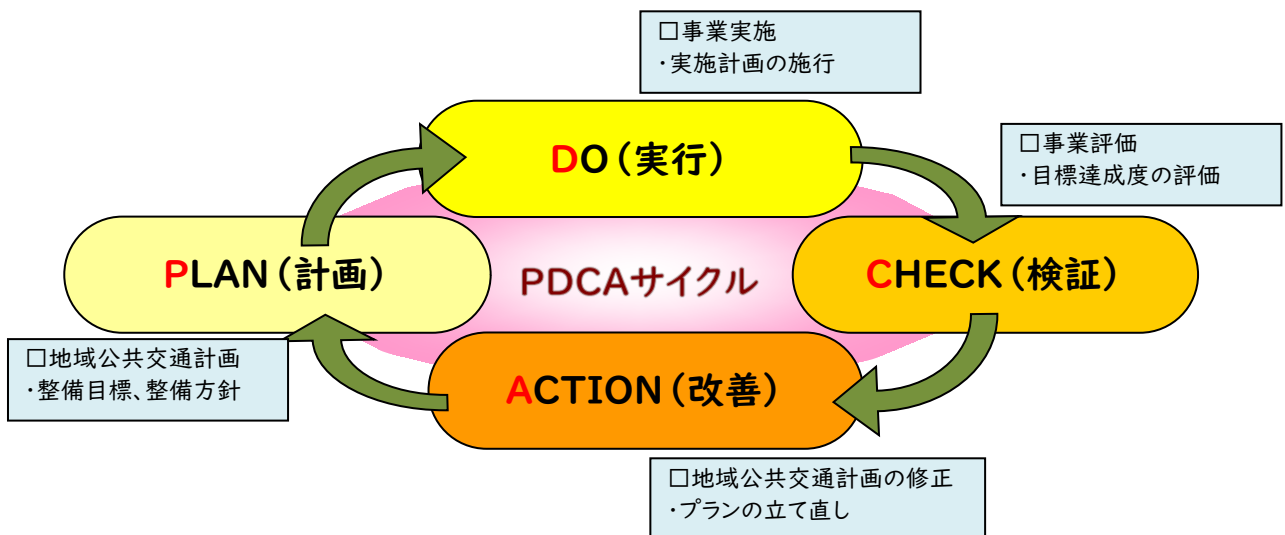 □事業実施
・実施計画の施行
DO(実行)
□事業評価
・目標達成度の評価
PLAN(計画)
PDCAサイクル
CHECK(検証)
□地域公共交通計画
・整備目標、整備方針
ACTION(改善)
□地域公共交通計画の修正
・プランの立て直し